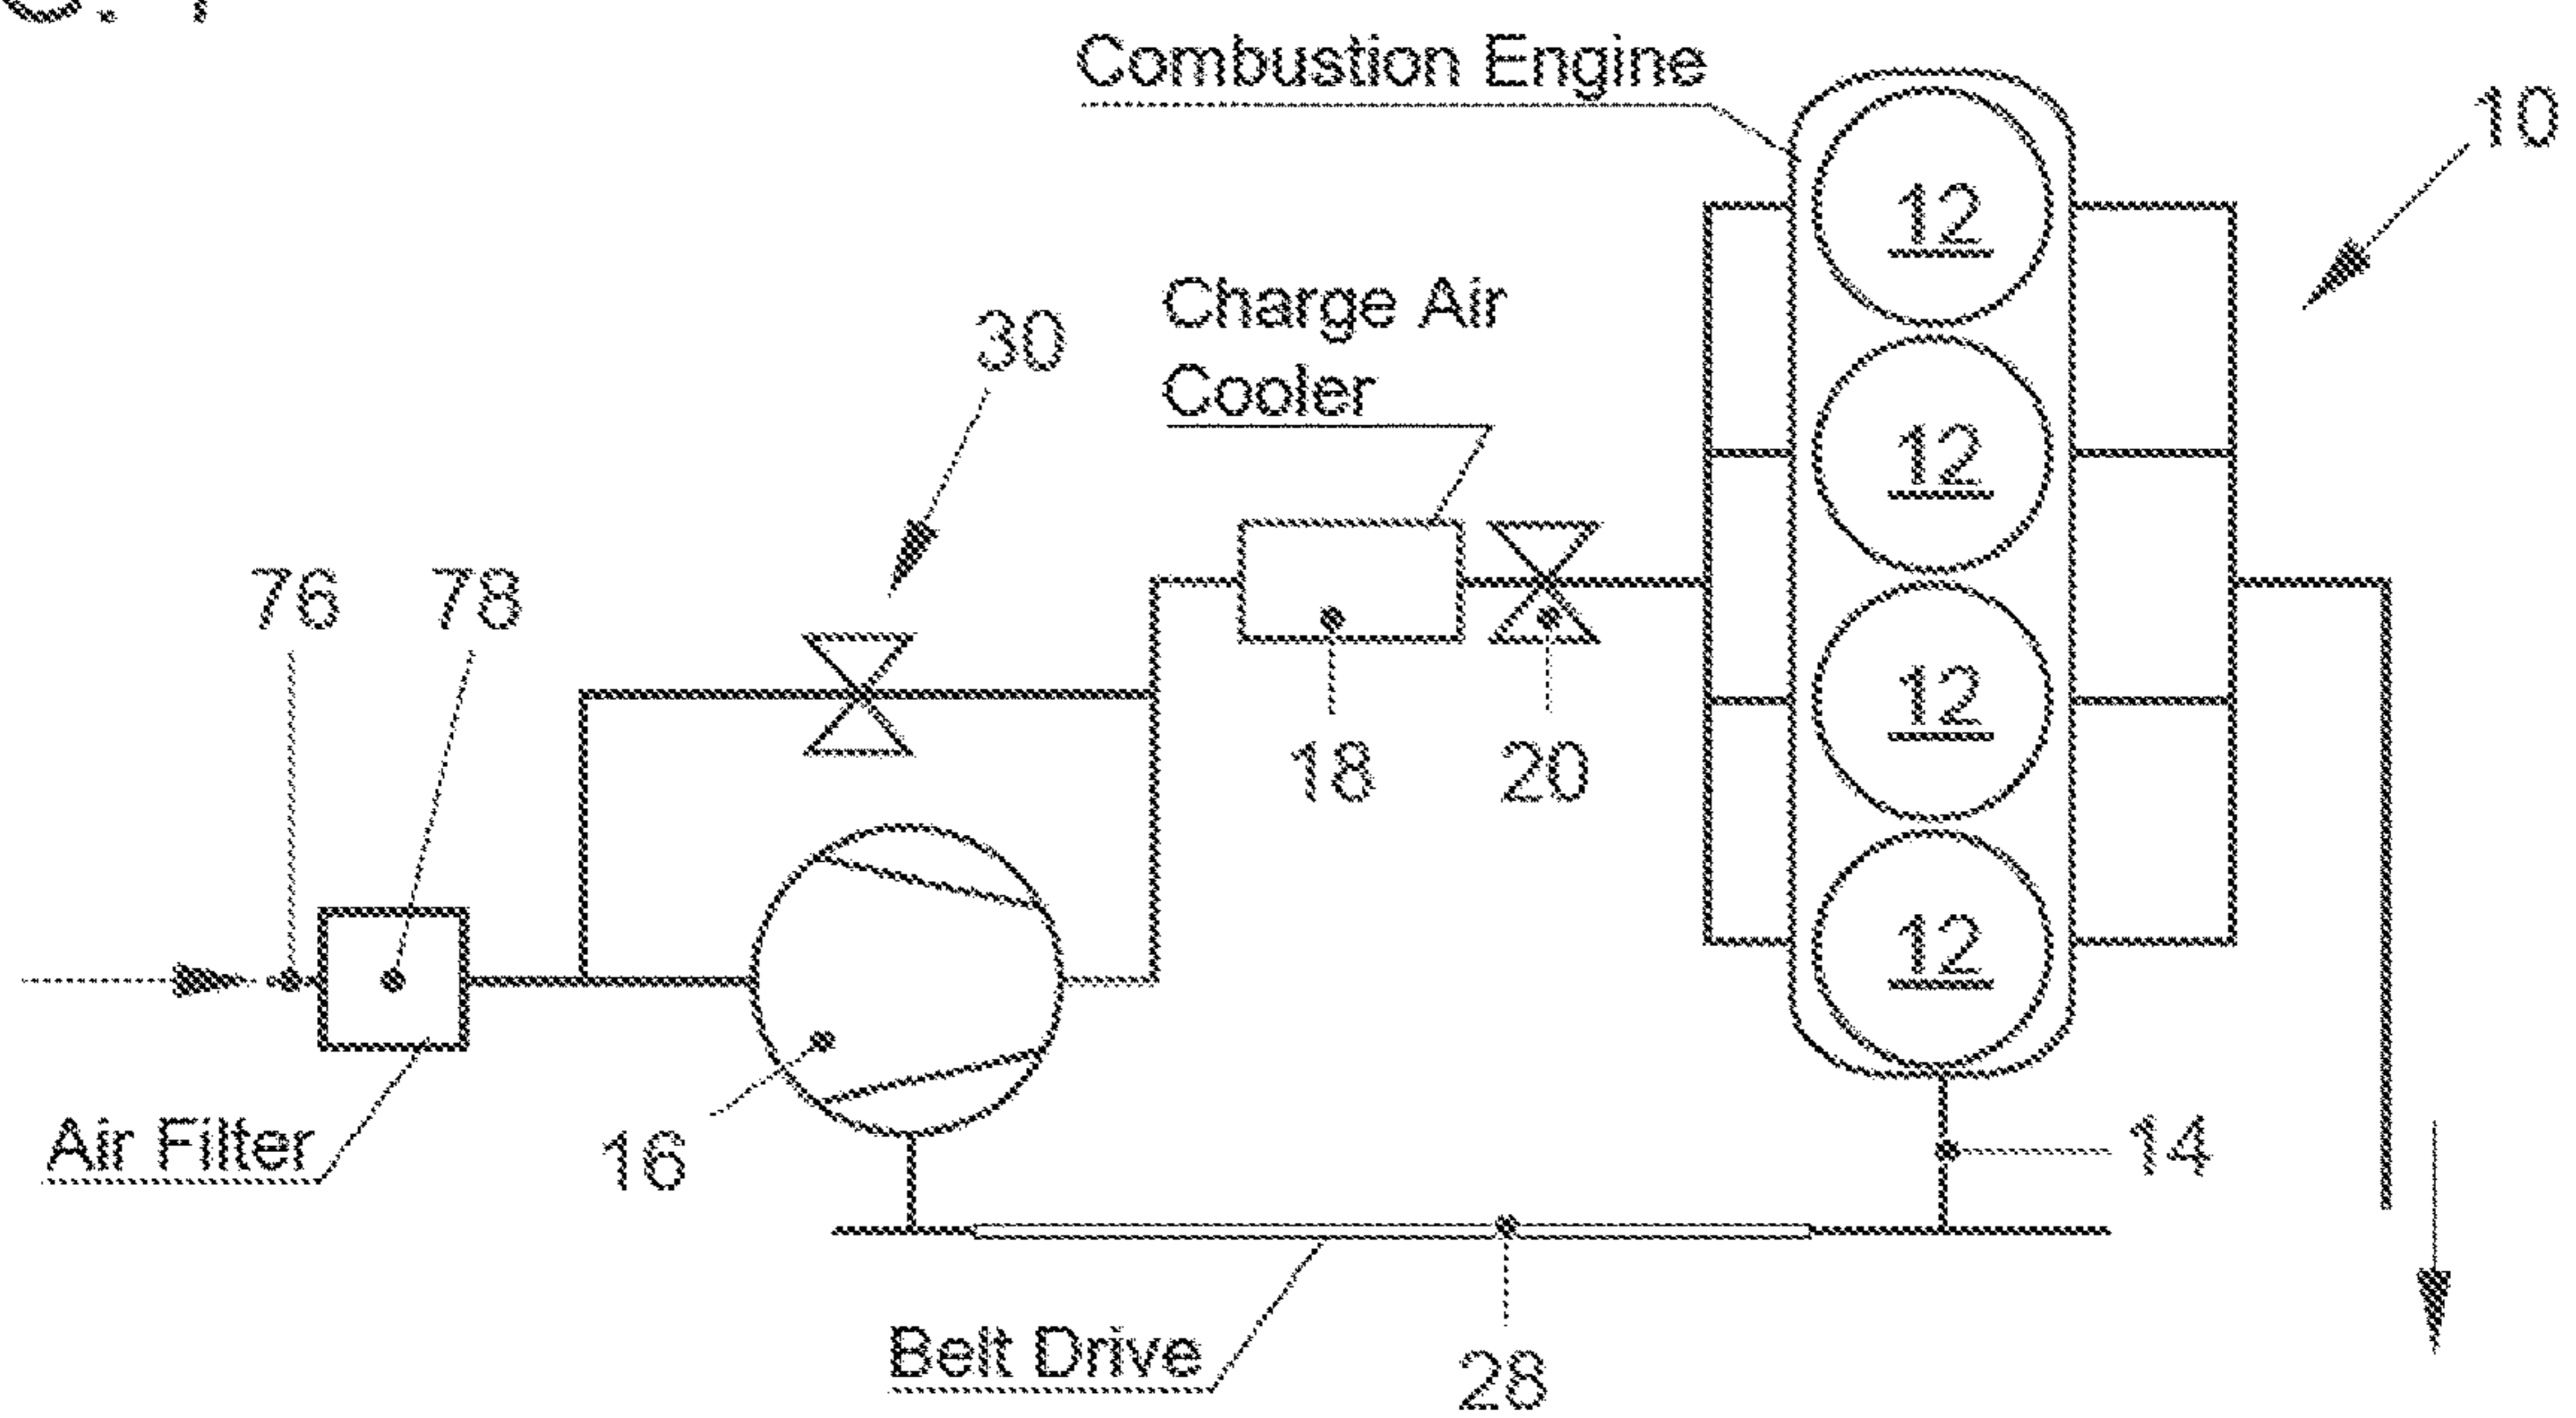 Combustion Engine
10
12
Charge Air
Cooler
30
12
76
78
12
18
20
12
Air Filter
16
14
Belt Drive
28